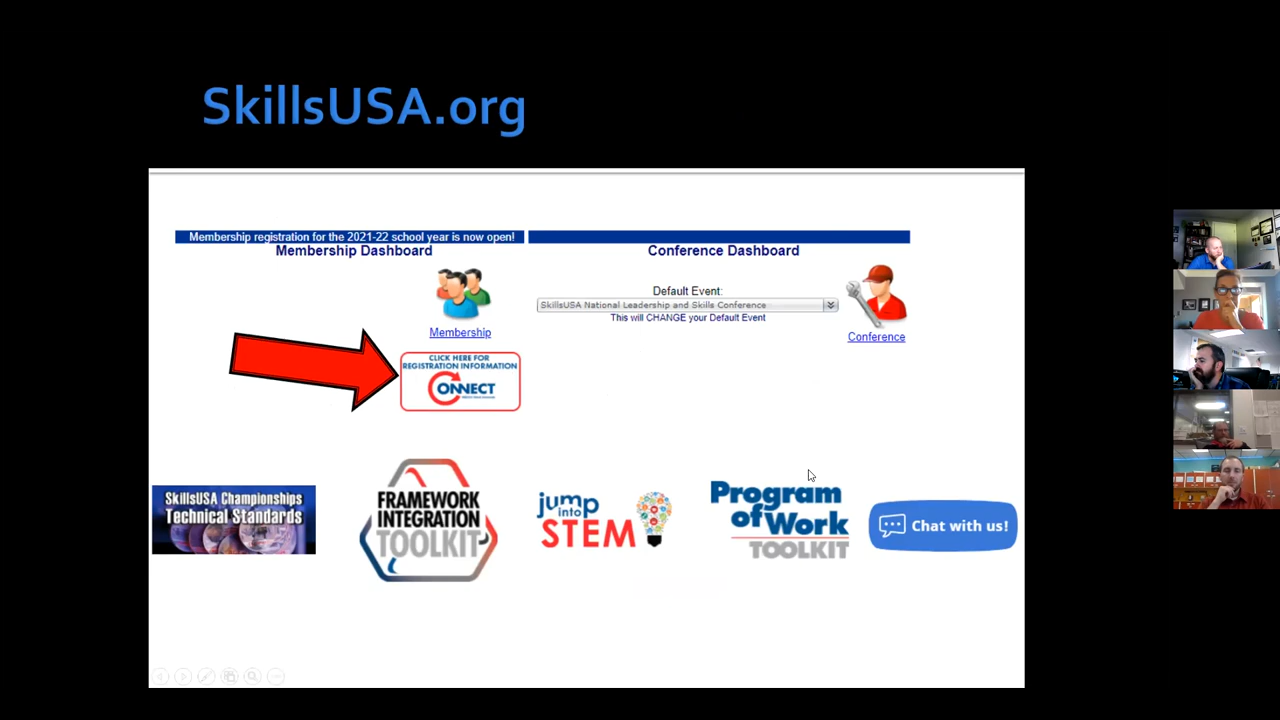 SkillsUSA.org
Membership registration for the 2021-22 school year is now open!
Membership Dashboard
Conference Dashboard
Default Event:
SkillsUSA National Leadership and Skills Conference
This will CHANGE your Default Event
Membership
Conference
CLICK HERE FOR
REGISTRATION INFORMATION
CONNECT
SkillsUSA Championships
Technical Standards
FRAMEWORK
INTEGRATION
TOOLKIT
jump
into
STEM
Program
of Work
TOOLKIT
Chat with us!